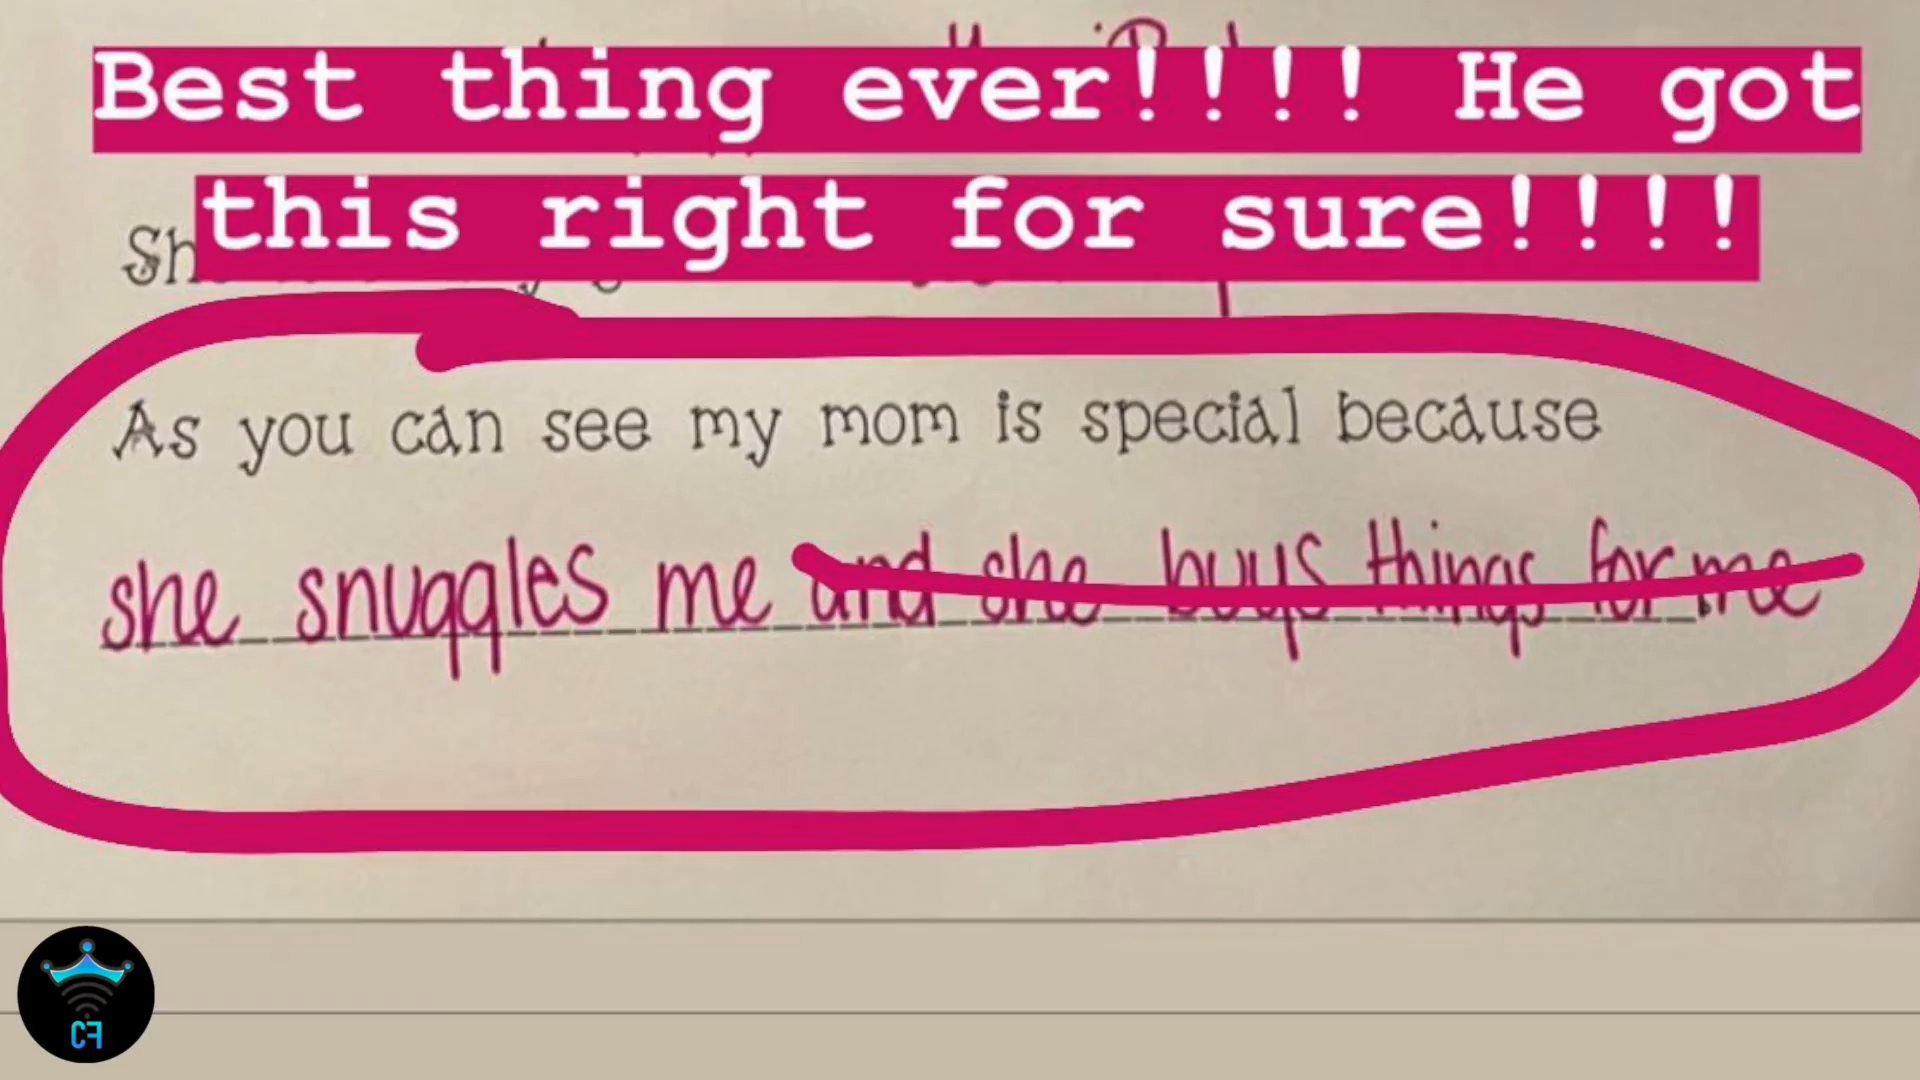 Best thing ever!!!! He got
this right for sure!!!!
As you can see my mom is special because
she snuggles me and she buys things for me
CF